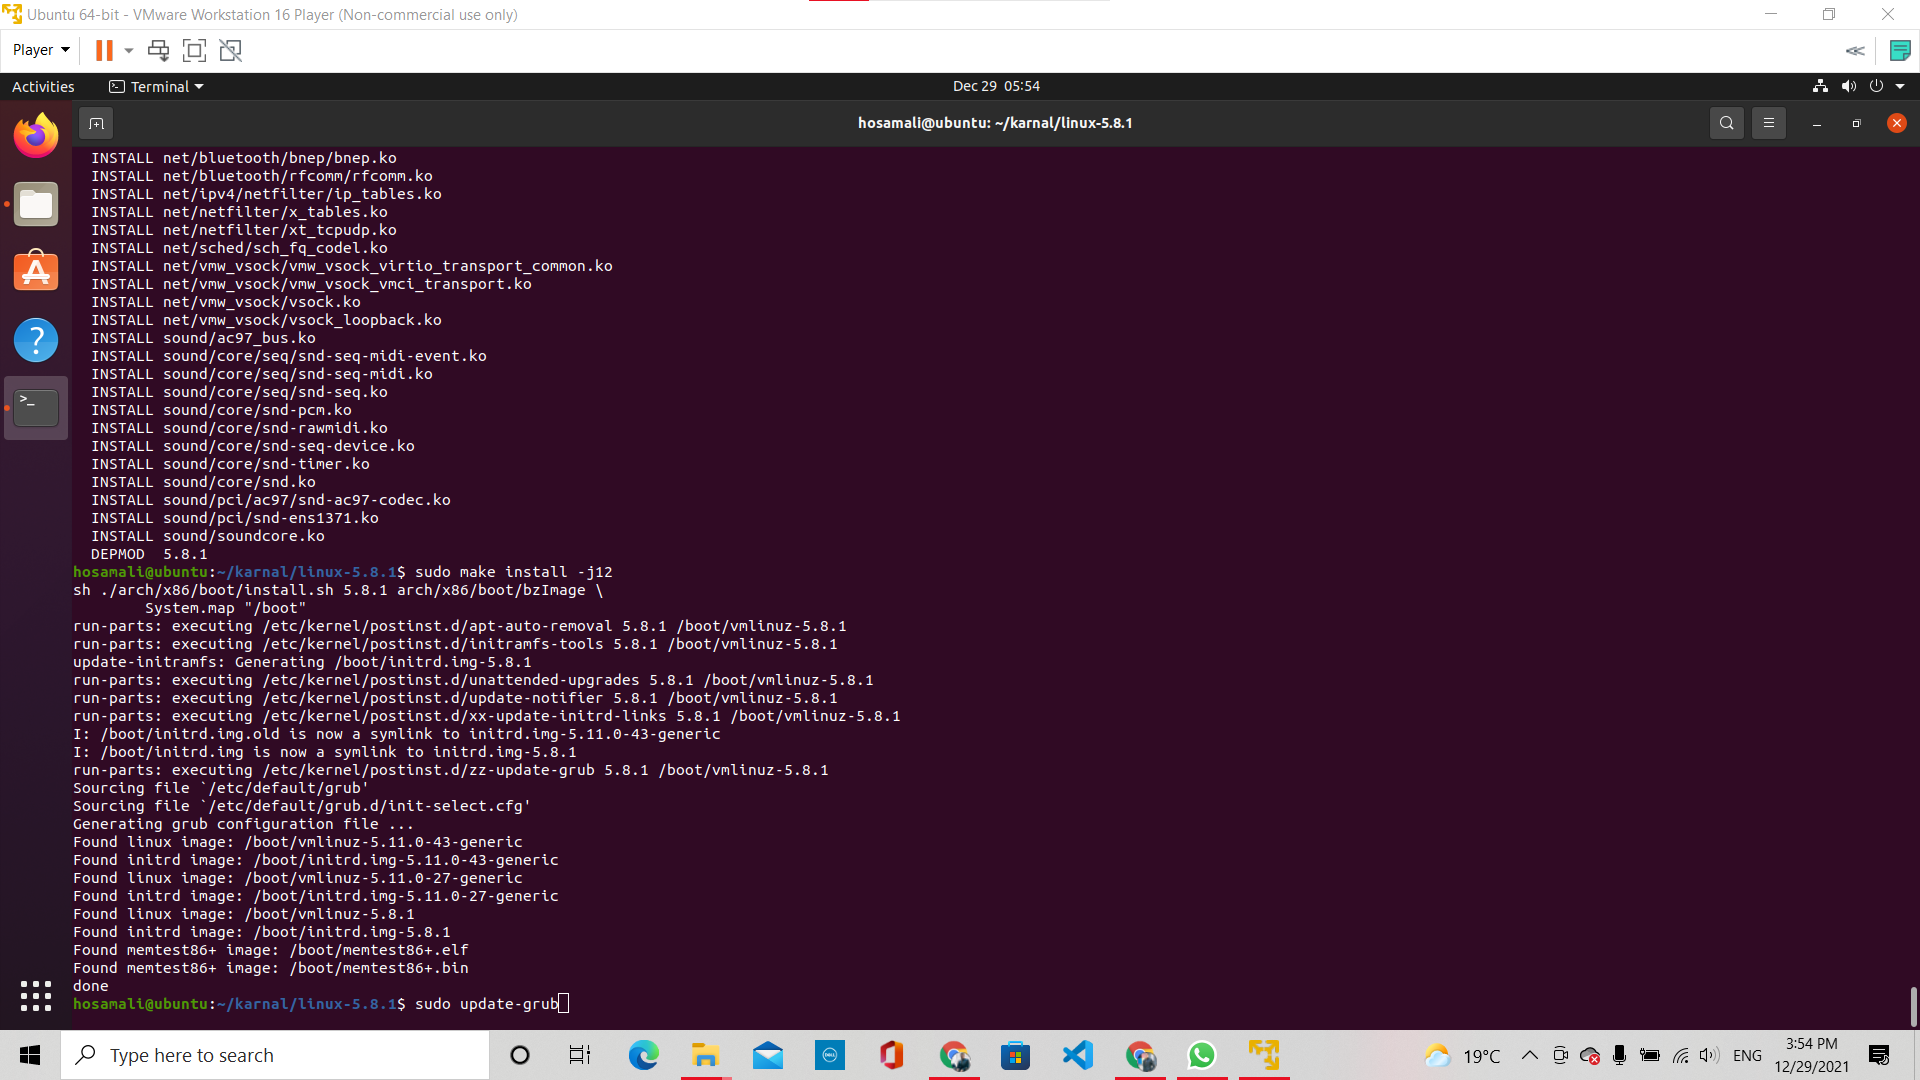 Ubuntu 64-bit - VMware Workstation 16 Player (Non-commercial use only)
Player
Activities
Terminal
Dec 29 05:54
hosamali@ubuntu: ~/karnal/linux-5.8.1
INSTALL net/bluetooth/bnep/bnep.ko
INSTALL net/bluetooth/rfcomm/rfcomm.ko
INSTALL net/ipv4/netfilter/ip_tables.ko
INSTALL net/netfilter/x_tables.ko
INSTALL net/netfilter/xt_tcpudp.ko
INSTALL net/sched/sch_fq_codel.ko
INSTALL net/vmw_vsock/vmw_vsock_virtio_transport_common.ko
INSTALL net/vmw_vsock/vmw_vsock_vmci_transport.ko
INSTALL net/vmw_vsock/vsock.ko
INSTALL net/vmw_vsock/vsock_loopback.ko
INSTALL sound/ac97_bus.ko
INSTALL sound/core/seq/snd-seq-midi-event.ko
INSTALL sound/core/seq/snd-seq-midi.ko
INSTALL sound/core/seq/snd-seq.ko
INSTALL sound/core/snd-pcm.ko
INSTALL sound/core/snd-rawmidi.ko
INSTALL sound/core/snd-seq-device.ko
INSTALL sound/core/snd-timer.ko
INSTALL sound/core/snd.ko
INSTALL sound/pci/ac97/snd-ac97-codec.ko
INSTALL sound/pci/snd-ens1371.ko
INSTALL sound/soundcore.ko
DEPMOD 5.8.1
hosamali@ubuntu:~/karnal/linux-5.8.1$ sudo make install -j12
sh ./arch/x86/boot/install.sh 5.8.1 arch/x86/boot/bzImage \
System.map "/boot"
run-parts: executing /etc/kernel/postinst.d/apt-auto-removal 5.8.1 /boot/vmlinuz-5.8.1
run-parts: executing /etc/kernel/postinst.d/initramfs-tools 5.8.1 /boot/vmlinuz-5.8.1
update-initramfs: Generating /boot/initrd.img-5.8.1
run-parts: executing /etc/kernel/postinst.d/unattended-upgrades 5.8.1 /boot/vmlinuz-5.8.1
run-parts: executing /etc/kernel/postinst.d/update-notifier 5.8.1 /boot/vmlinuz-5.8.1
run-parts: executing /etc/kernel/postinst.d/xx-update-initrd-links 5.8.1 /boot/vmlinuz-5.8.1
I: /boot/initrd.img.old is now a symlink to initrd.img-5.11.0-43-generic
I: /boot/initrd.img is now a symlink to initrd.img-5.8.1
run-parts: executing /etc/kernel/postinst.d/zz-update-grub 5.8.1 /boot/vmlinuz-5.8.1
Sourcing file `/etc/default/grub'
Sourcing file `/etc/default/grub.d/init-select.cfg'
Generating grub configuration file ...
Found linux image: /boot/vmlinuz-5.11.0-43-generic
Found initrd image: /boot/initrd.img-5.11.0-43-generic
Found linux image: /boot/vmlinuz-5.11.0-27-generic
Found initrd image: /boot/initrd.img-5.11.0-27-generic
Found linux image: /boot/vmlinuz-5.8.1
Found initrd image: /boot/initrd.img-5.8.1
Found memtest86+ image: /boot/memtest86+.elf
Found memtest86+ image: /boot/memtest86+.bin
done
hosamali@ubuntu:~/karnal/linux-5.8.1$ sudo update-grub
Type here to search
DELL
19°C
ENG
3:54 PM
12/29/2021